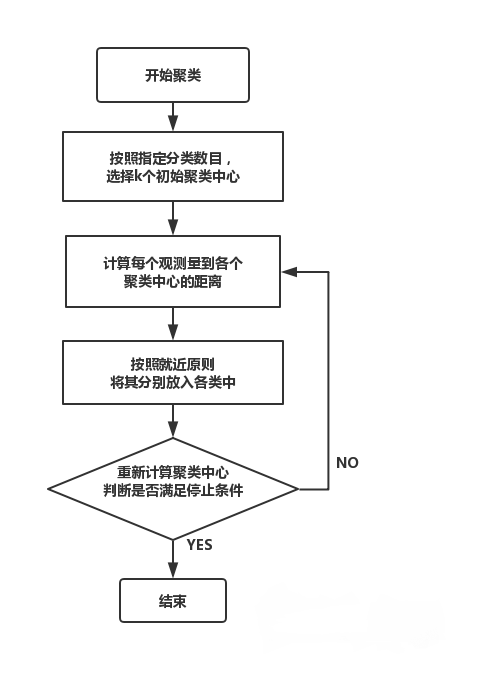 开始聚类
按照指定分类数目，
选择k个初始聚类中心
计算每个观测量到各个
聚类中心的距离
按照就近原则
将其分别放入各类中
重新计算聚类中心
判断是否满足停止条件
NO
YES
结束